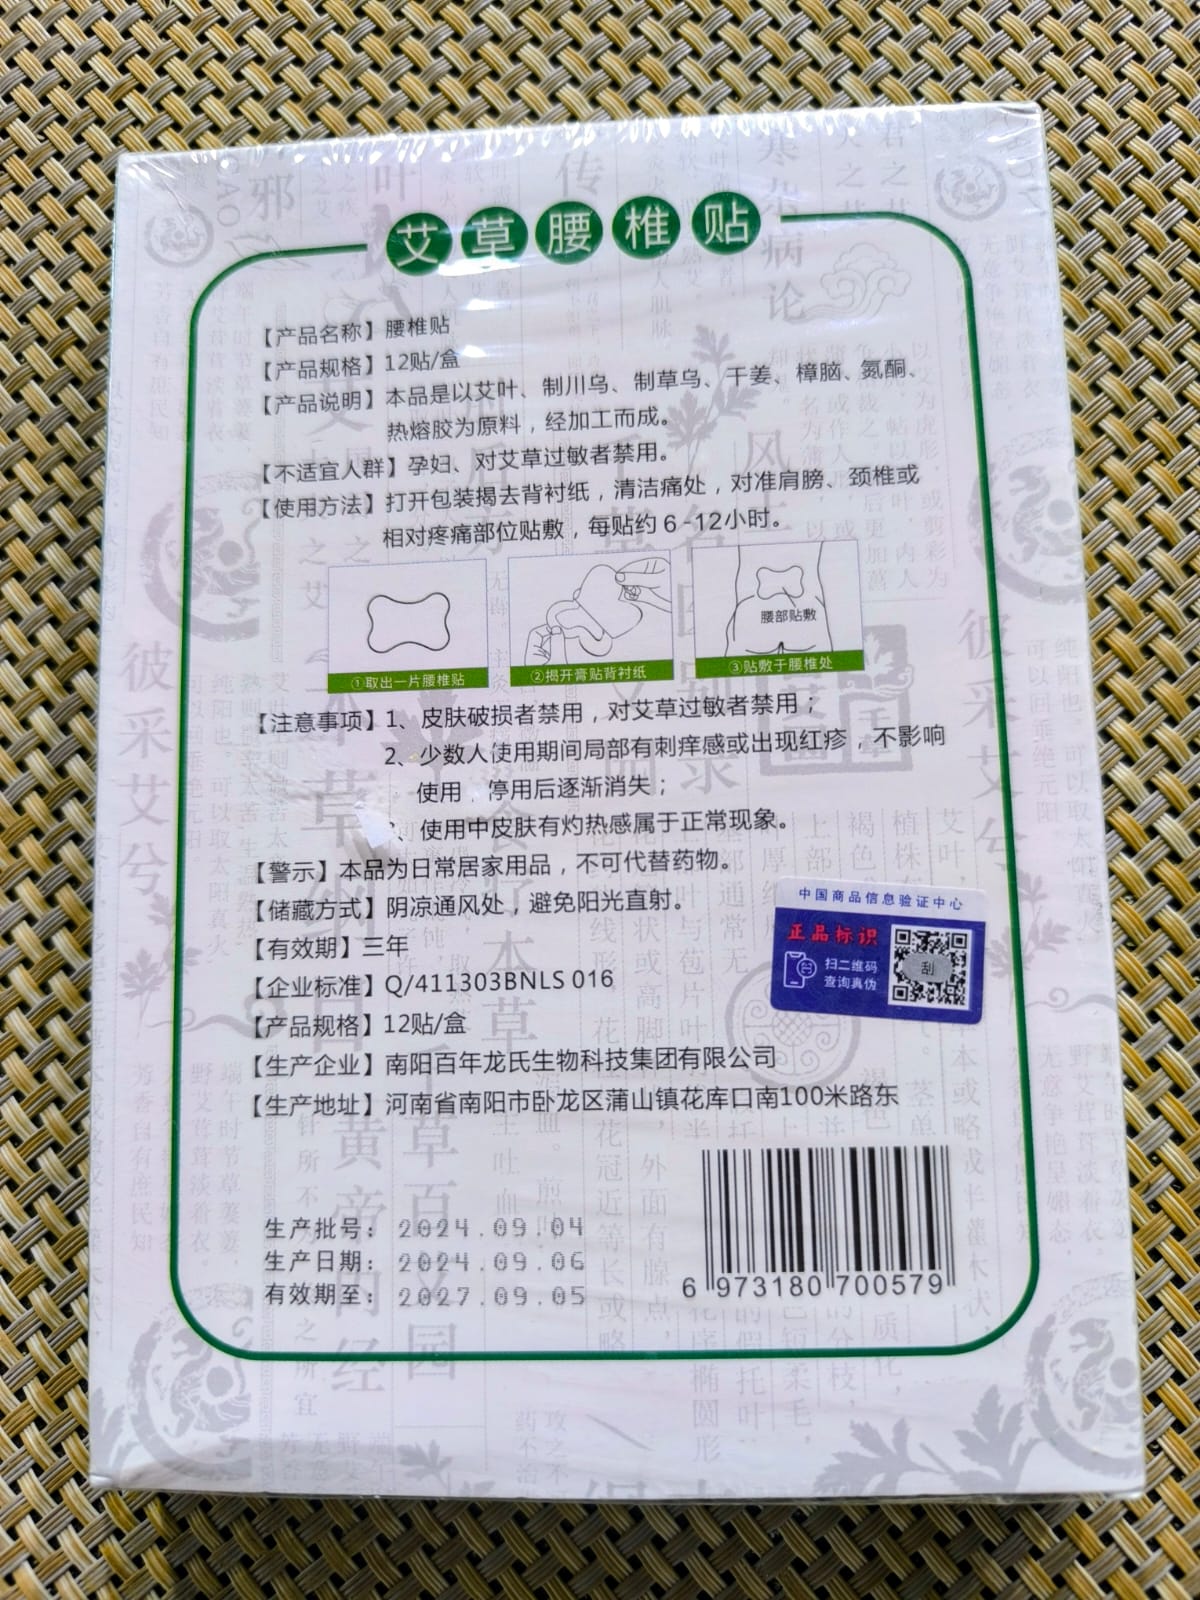 艾草腰椎贴
【产品名称】腰椎贴
【产品规格】12贴/盒
【产品说明】本品是以艾叶、制川乌、制草乌、干姜、樟脑、氮酮、
热熔胶为原料，经加工而成。
【不适宜人群】孕妇、对艾草过敏者禁用。
【使用方法】打开包装揭去背衬纸，清洁痛处，对准肩膀、颈椎或
相对疼痛部位贴敷，每贴约6-12小时。
腰部贴敷
①取出一片腰椎贴
②揭开膏贴背衬纸
③贴敷于腰椎处
【注意事项】1、皮肤破损者禁用，对艾草过敏者禁用；
2、少数人使用期间局部有刺痒感或出现红疹，不影响
使用，停用后逐渐消失；
、使用中皮肤有灼热感属于正常现象。
【警示】本品为日常居家用品，不可代替药物。
【储藏方式】阴凉通风处，避免阳光直射。
【有效期】三年
【企业标准】Q/411303BNLS 016
【产品规格】12贴/盒
【生产企业】南阳百年龙氏生物科技集团有限公司
【生产地址】河南省南阳市卧龙区蒲山镇花库口南100米路东
中国商品信息验证中心
正品标识
扫二维码
查询真伪
刮
生产批号：2024.09.04
生产日期：2024.09.06
有效期至：2027.09.05
6 973180 700579